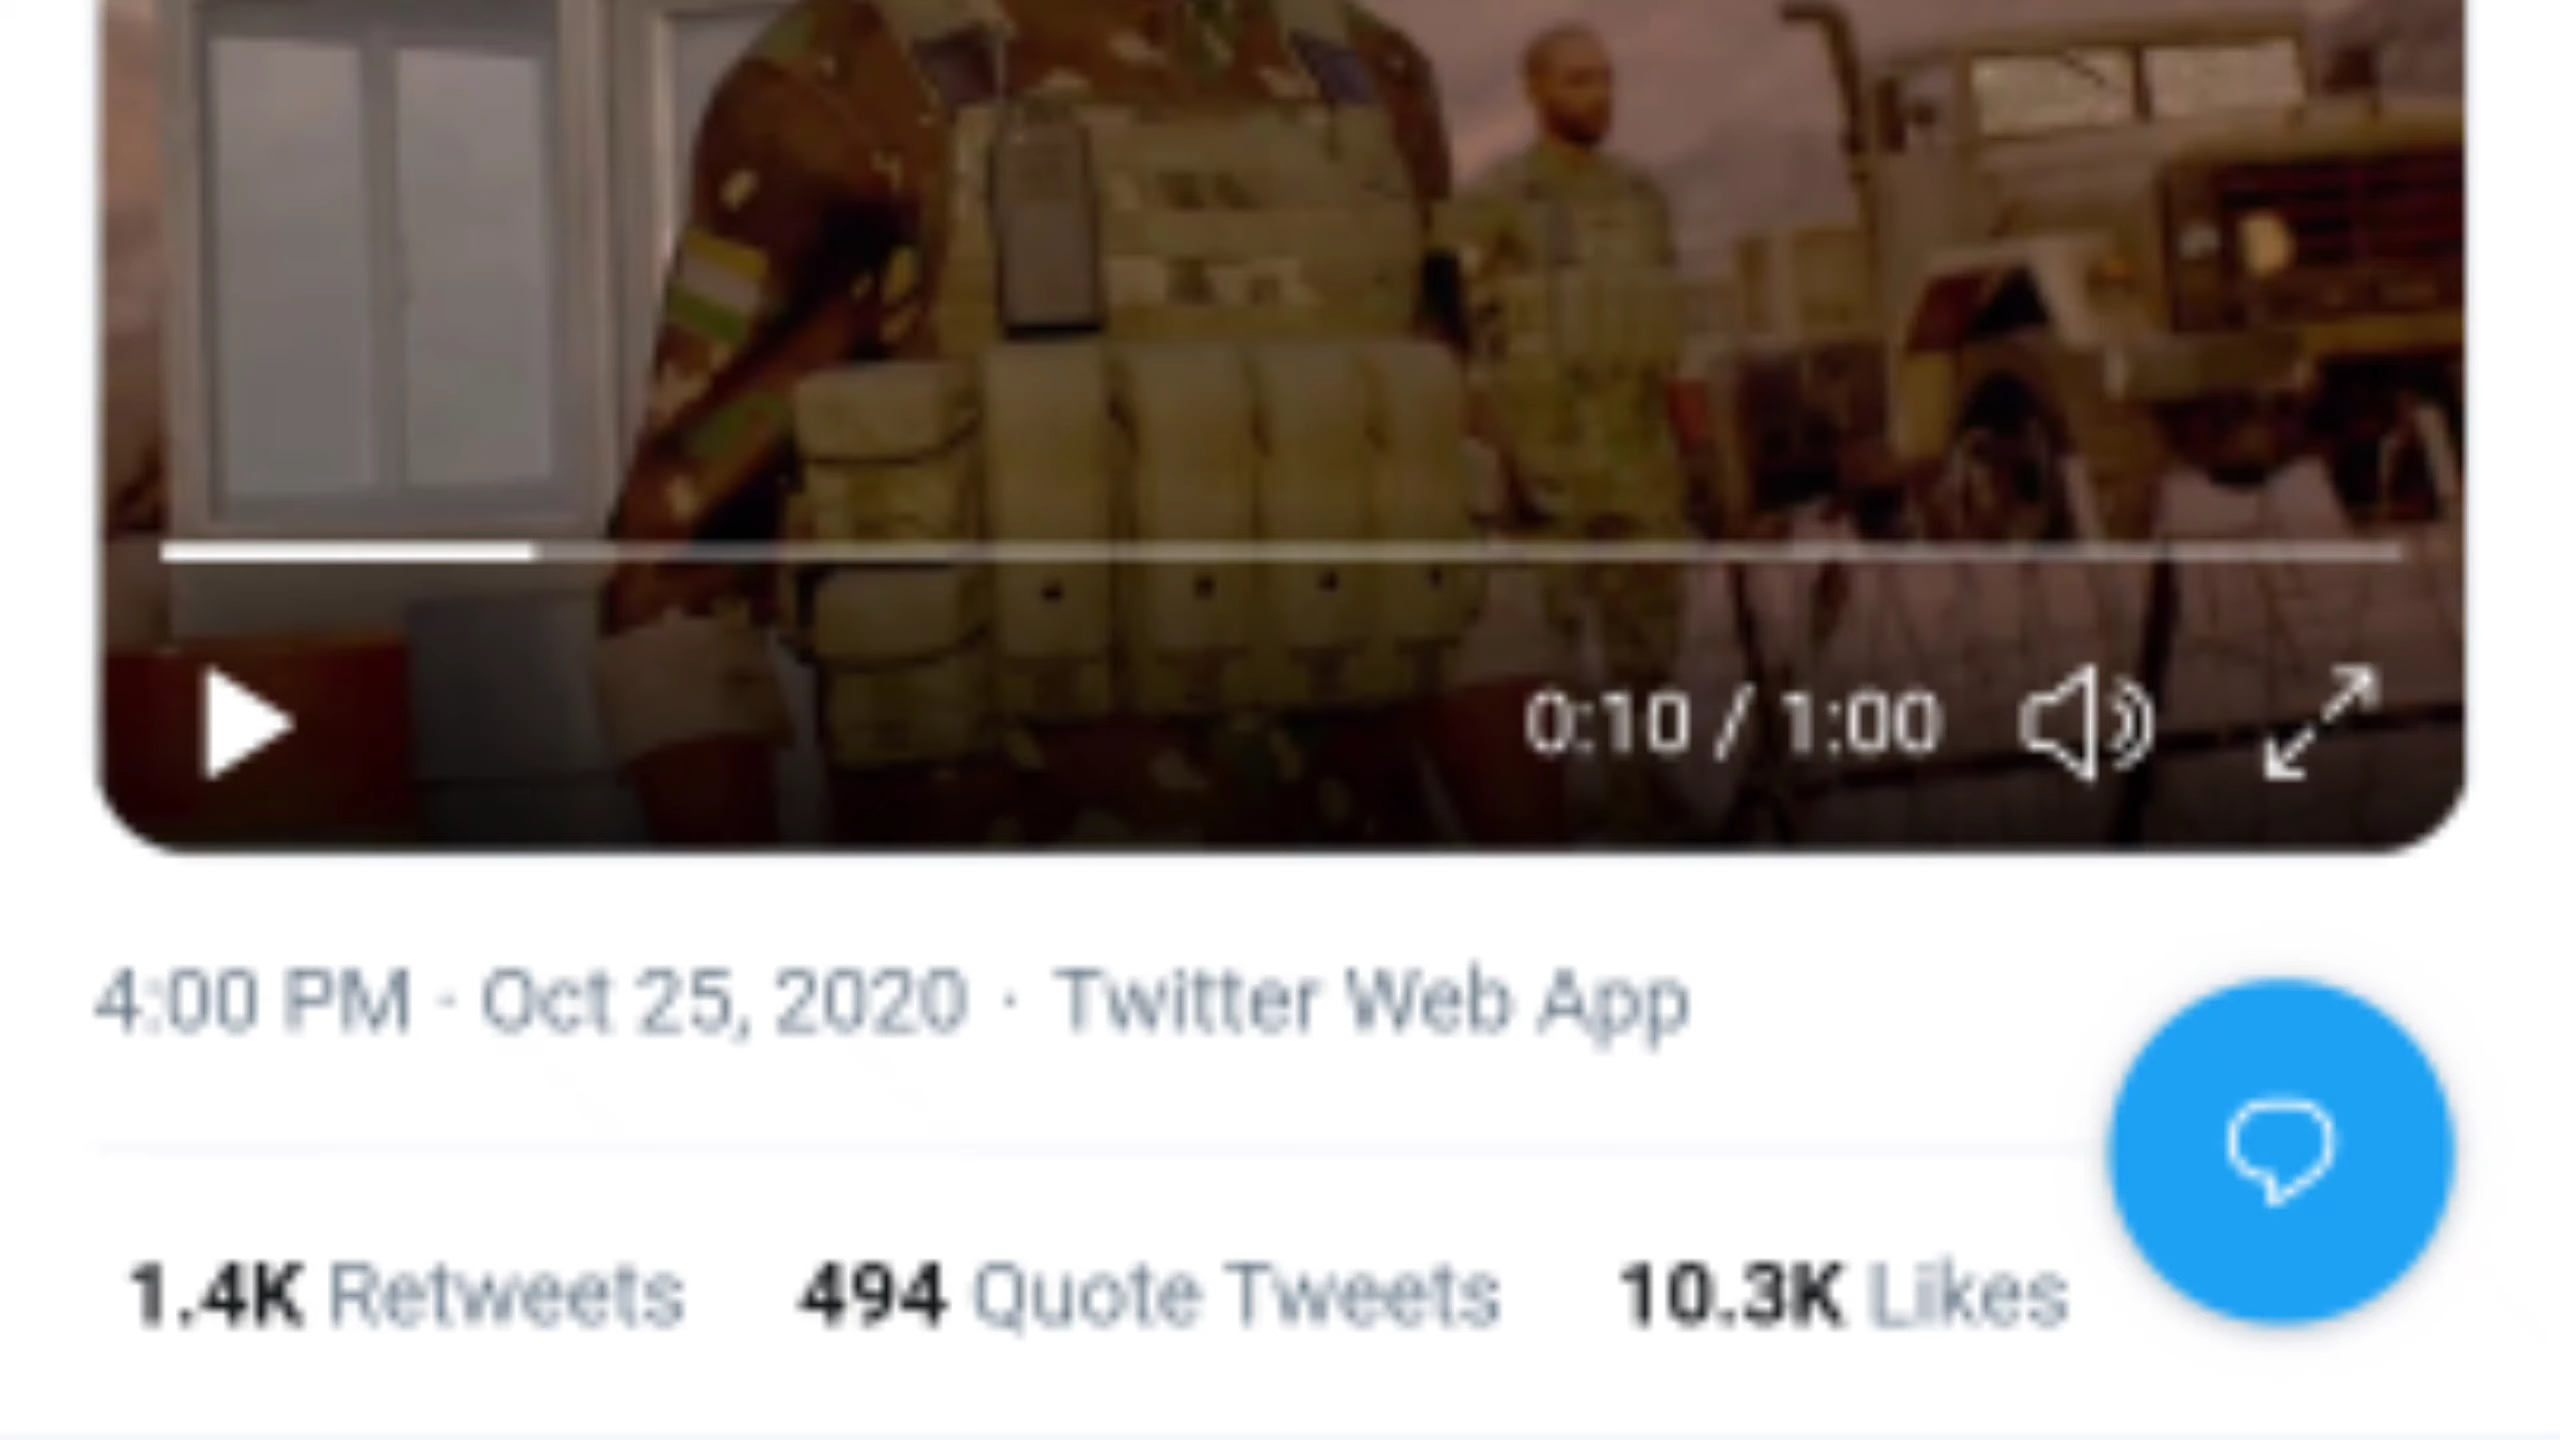 0:10 / 1:00
4:00 PM · Oct 25, 2020 · Twitter Web App
1.4K Retweets 494 Quote Tweets 10.3K Likes